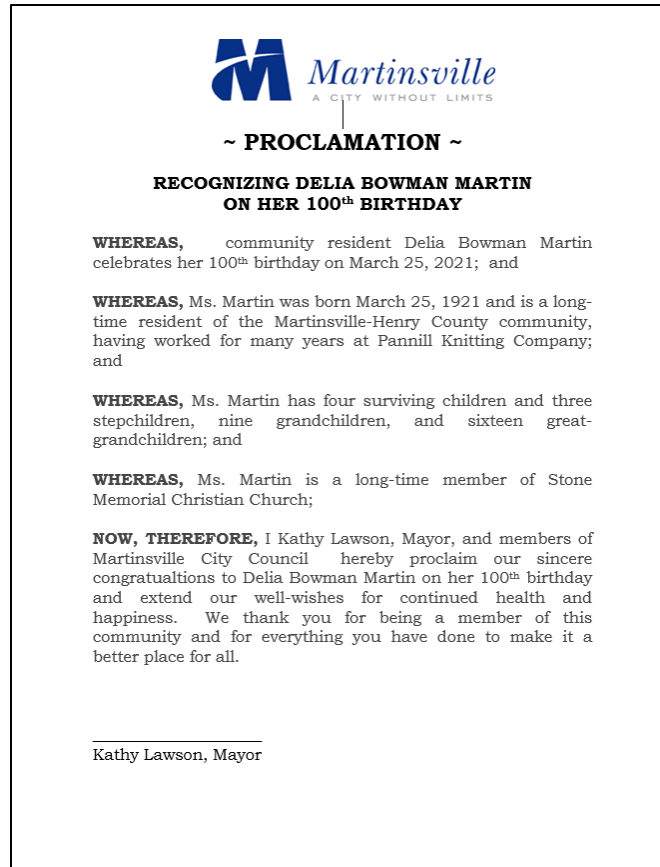 Martinsville
A CITY WITHOUT LIMITS
~ PROCLAMATION ~
RECOGNIZING DELIA BOWMAN MARTIN
ON HER 100th BIRTHDAY
WHEREAS, community resident Delia Bowman Martin
celebrates her 100th birthday on March 25, 2021; and
WHEREAS, Ms. Martin was born March 25, 1921 and is a long-
time resident of the Martinsville-Henry County community,
having worked for many years at Pannill Knitting Company;
and
WHEREAS, Ms. Martin has four surviving children and three
stepchildren, nine grandchildren, and sixteen great-
grandchildren; and
WHEREAS, Ms. Martin is a long-time member of Stone
Memorial Christian Church;
NOW, THEREFORE, I Kathy Lawson, Mayor, and members of
Martinsville City Council hereby proclaim our sincere
congratualtions to Delia Bowman Martin on her 100th birthday
and extend our well-wishes for continued health and
happiness. We thank you for being a member of this
community and for everything you have done to make it a
better place for all.
Kathy Lawson, Mayor